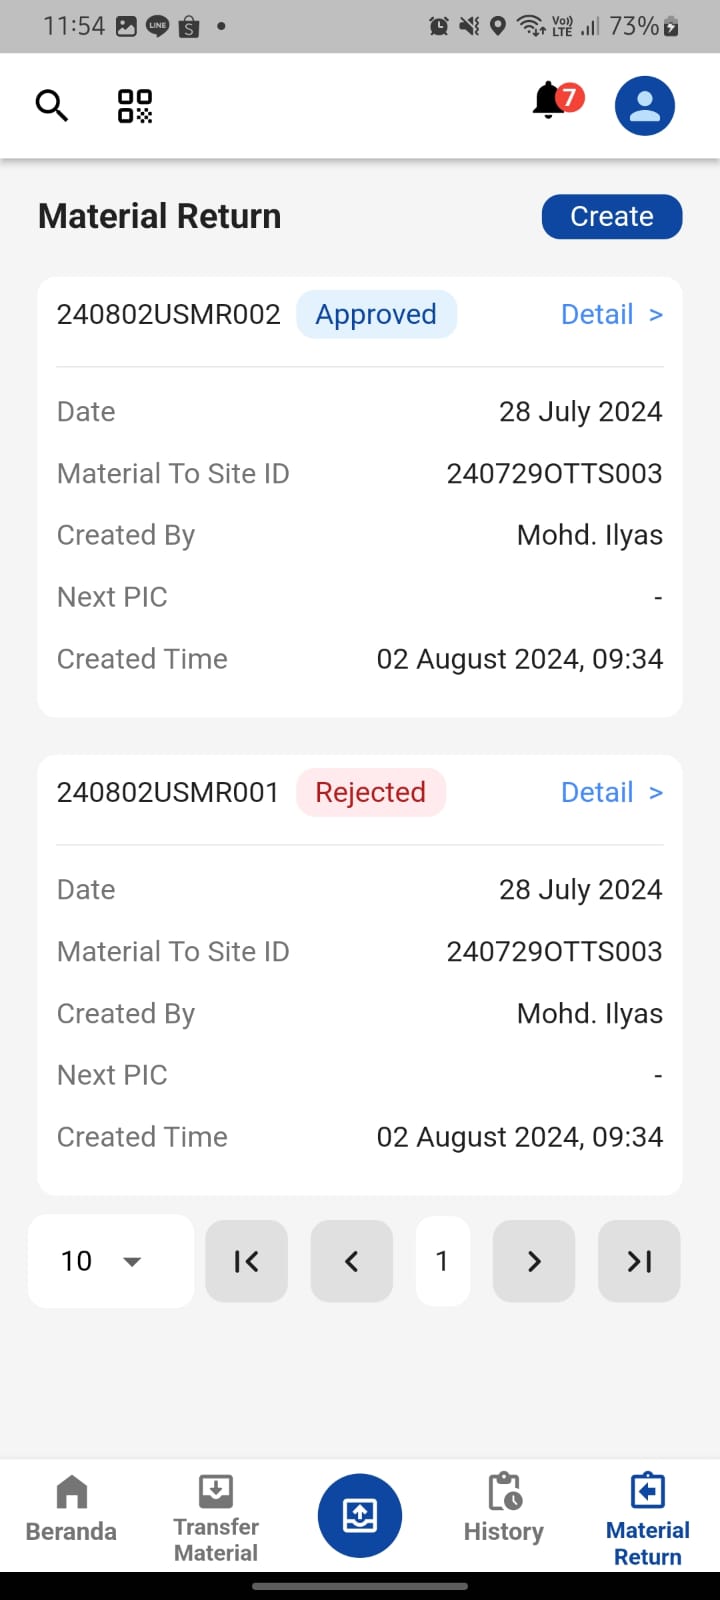 11:54 LINE S 73%
Vo)) LTE
7
Material Return Create
240802USMR002 Approved Detail >
Date 28 July 2024
Material To Site ID 240729OTTS003
Created By Mohd. Ilyas
Next PIC -
Created Time 02 August 2024, 09:34
240802USMR001 Rejected Detail >
Date 28 July 2024
Material To Site ID 240729OTTS003
Created By Mohd. Ilyas
Next PIC -
Created Time 02 August 2024, 09:34
10 1
Beranda
Transfer
Material
History
Material
Return